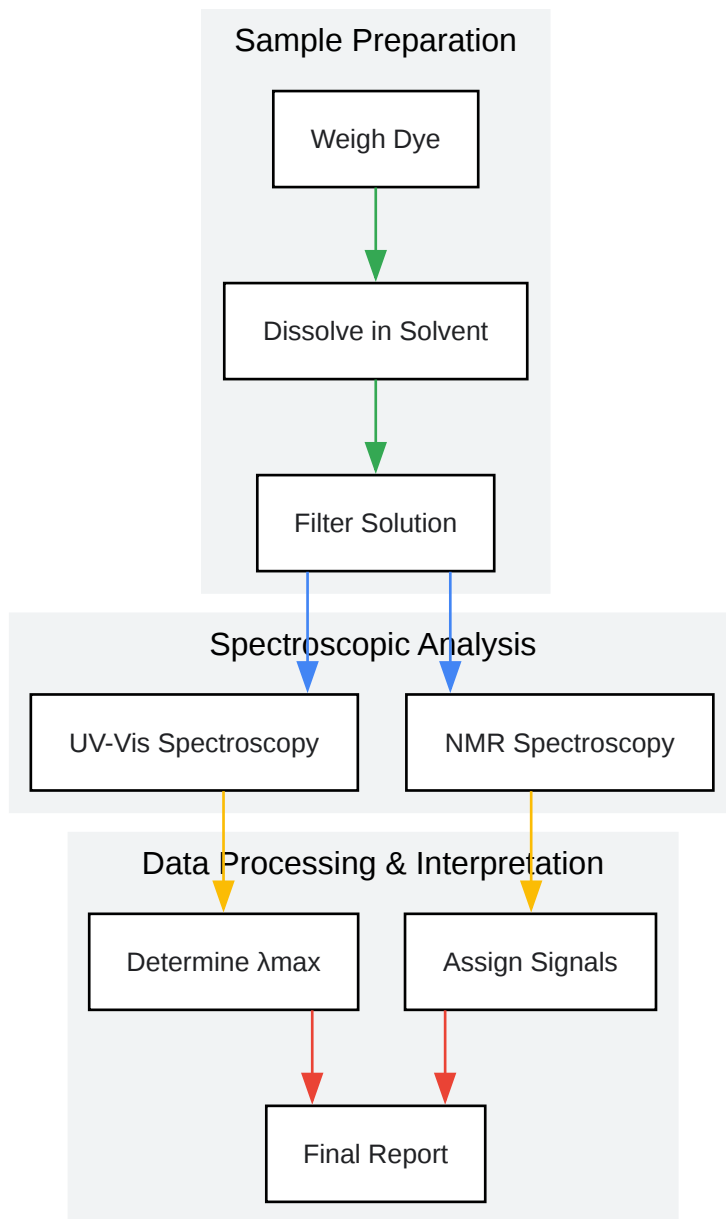 Sample Preparation
Weigh Dye
Dissolve in Solvent
Filter Solution
Spectroscopic Analysis
UV-Vis Spectroscopy
NMR Spectroscopy
Data Processing & Interpretation
Determine λmax
Assign Signals
Final Report